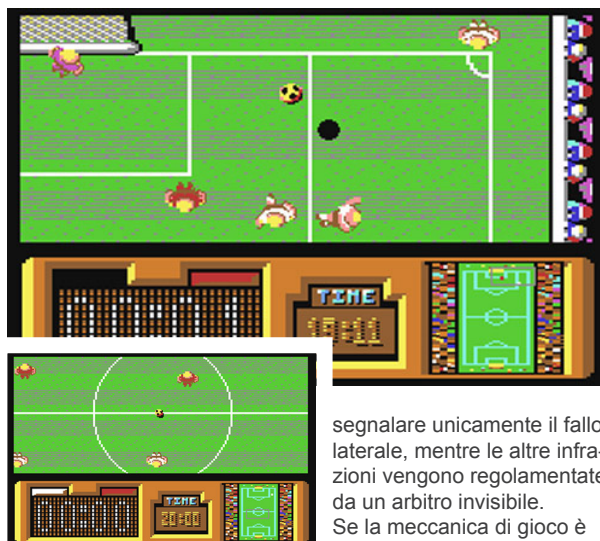 TIME
19:11
TIME
20:00
segnalare unicamente il fallo
laterale, mentre le altre infra-
zioni vengono regolamentate
da un arbitro invisibile.
Se la meccanica di gioco è